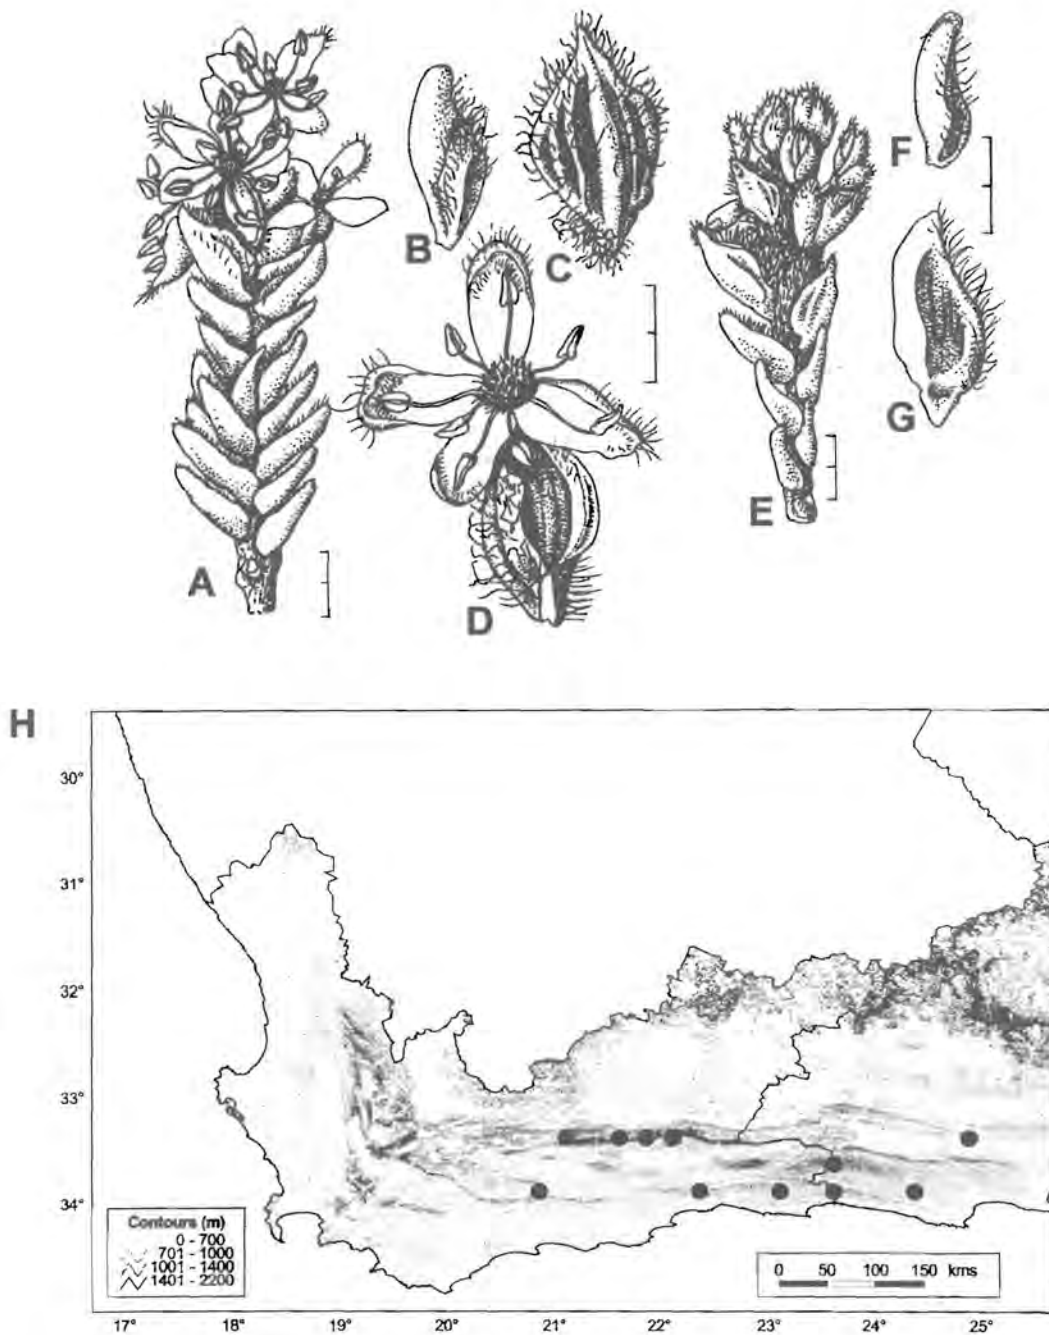 A
B
C
D
E
F
G
H
30°
31°
32°
33°
34°
Contours (m)
0 - 700
701 - 1000
1001 - 1400
1401 - 2200
0 50 100 150 kms
17° 18° 19° 20° 21° 22° 23° 24° 25°